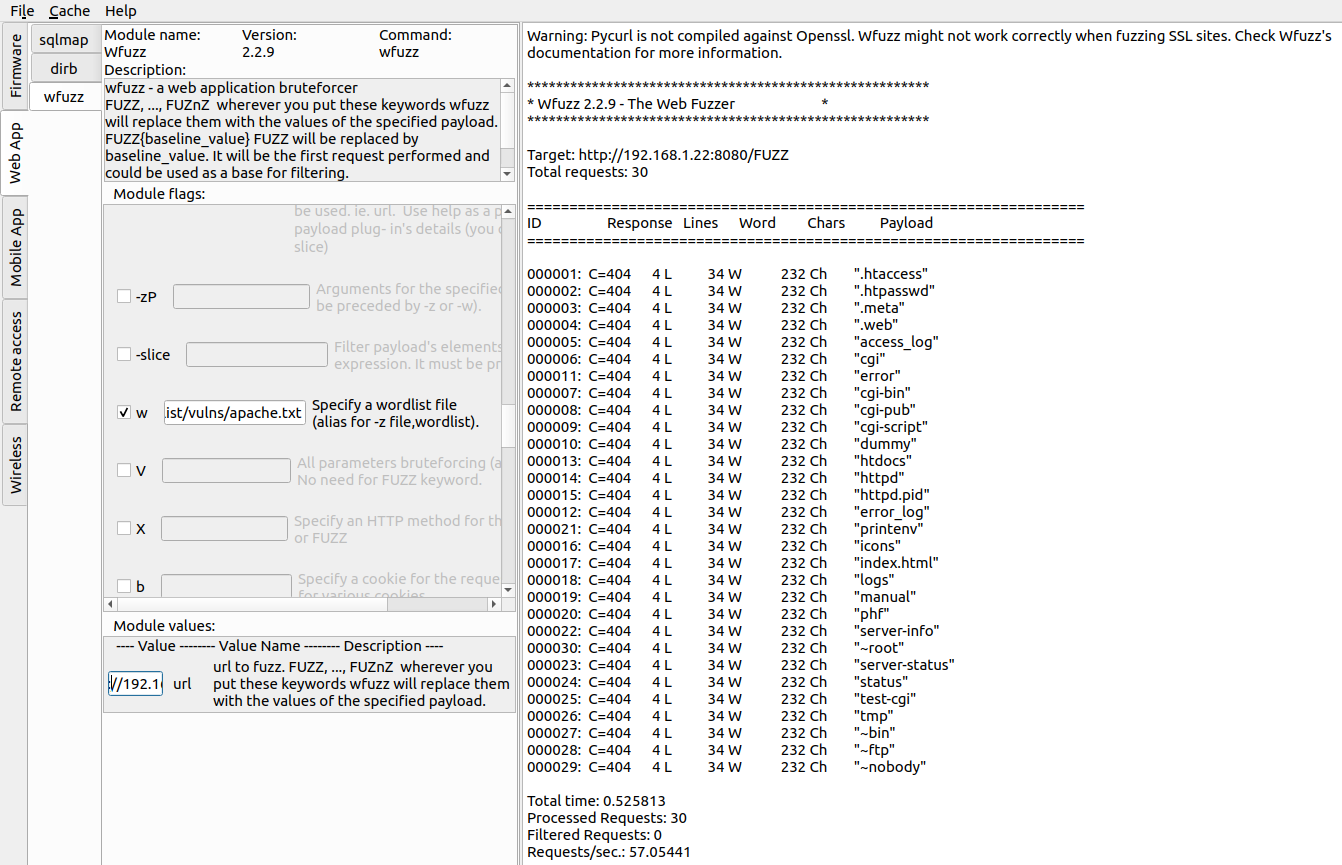 File Cache Help
Firmware
Web App
Mobile App
Remote access
Wireless
sqlmap
dirb
wfuzz
Module name: Version: Command:
Wfuzz 2.2.9 wfuzz
Description:
wfuzz - a web application bruteforcer
FUZZ, ..., FUZnZ wherever you put these keywords wfuzz
will replace them with the values of the specified payload.
FUZZ{baseline_value} FUZZ will be replaced by
baseline_value. It will be the first request performed and
could be used as a base for filtering.
Module flags:
be used. ie. url. Use help as a p
payload plug- in's details (you c
slice)
-zP Arguments for the specified
be preceded by -z or -w).
-slice Filter payload's elements
expression. It must be pr
w ist/vulns/apache.txt Specify a wordlist file
(alias for -z file,wordlist).
V All parameters bruteforcing (a
No need for FUZZ keyword.
X Specify an HTTP method for th
or FUZZ
b Specify a cookie for the reque
for various cookies
Module values:
---- Value -------- Value Name -------- Description ----
url to fuzz. FUZZ, ..., FUZnZ wherever you
://192.1 url put these keywords wfuzz will replace them
with the values of the specified payload.
Warning: Pycurl is not compiled against Openssl. Wfuzz might not work correctly when fuzzing SSL sites. Check Wfuzz's
documentation for more information.
********************************************************
* Wfuzz 2.2.9 - The Web Fuzzer *
********************************************************
Target: http://192.168.1.22:8080/FUZZ
Total requests: 30
==================================================================
ID Response Lines Word Chars Payload
==================================================================
000001: C=404 4 L 34 W 232 Ch ".htaccess"
000002: C=404 4 L 34 W 232 Ch ".htpasswd"
000003: C=404 4 L 34 W 232 Ch ".meta"
000004: C=404 4 L 34 W 232 Ch ".web"
000005: C=404 4 L 34 W 232 Ch "access_log"
000006: C=404 4 L 34 W 232 Ch "cgi"
000011: C=404 4 L 34 W 232 Ch "error"
000007: C=404 4 L 34 W 232 Ch "cgi-bin"
000008: C=404 4 L 34 W 232 Ch "cgi-pub"
000009: C=404 4 L 34 W 232 Ch "cgi-script"
000010: C=404 4 L 34 W 232 Ch "dummy"
000013: C=404 4 L 34 W 232 Ch "htdocs"
000014: C=404 4 L 34 W 232 Ch "httpd"
000015: C=404 4 L 34 W 232 Ch "httpd.pid"
000012: C=404 4 L 34 W 232 Ch "error_log"
000021: C=404 4 L 34 W 232 Ch "printenv"
000016: C=404 4 L 34 W 232 Ch "icons"
000017: C=404 4 L 34 W 232 Ch "index.html"
000018: C=404 4 L 34 W 232 Ch "logs"
000019: C=404 4 L 34 W 232 Ch "manual"
000020: C=404 4 L 34 W 232 Ch "phf"
000022: C=404 4 L 34 W 232 Ch "server-info"
000030: C=404 4 L 34 W 232 Ch "~root"
000023: C=404 4 L 34 W 232 Ch "server-status"
000024: C=404 4 L 34 W 232 Ch "status"
000025: C=404 4 L 34 W 232 Ch "test-cgi"
000026: C=404 4 L 34 W 232 Ch "tmp"
000027: C=404 4 L 34 W 232 Ch "~bin"
000028: C=404 4 L 34 W 232 Ch "~ftp"
000029: C=404 4 L 34 W 232 Ch "~nobody"
Total time: 0.525813
Processed Requests: 30
Filtered Requests: 0
Requests/sec.: 57.05441